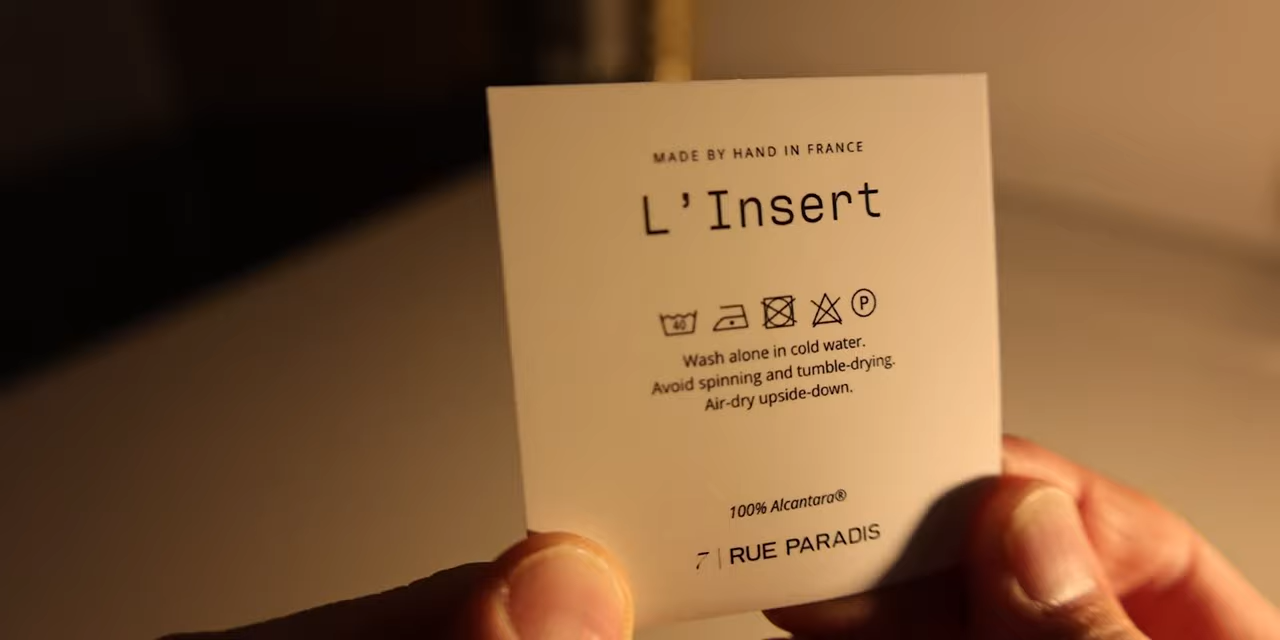 MADE BY HAND IN FRANCE
L’Insert
40 P
Wash alone in cold water.
Avoid spinning and tumble-drying.
Air-dry upside-down.
100% Alcantara®
7 | RUE PARADIS